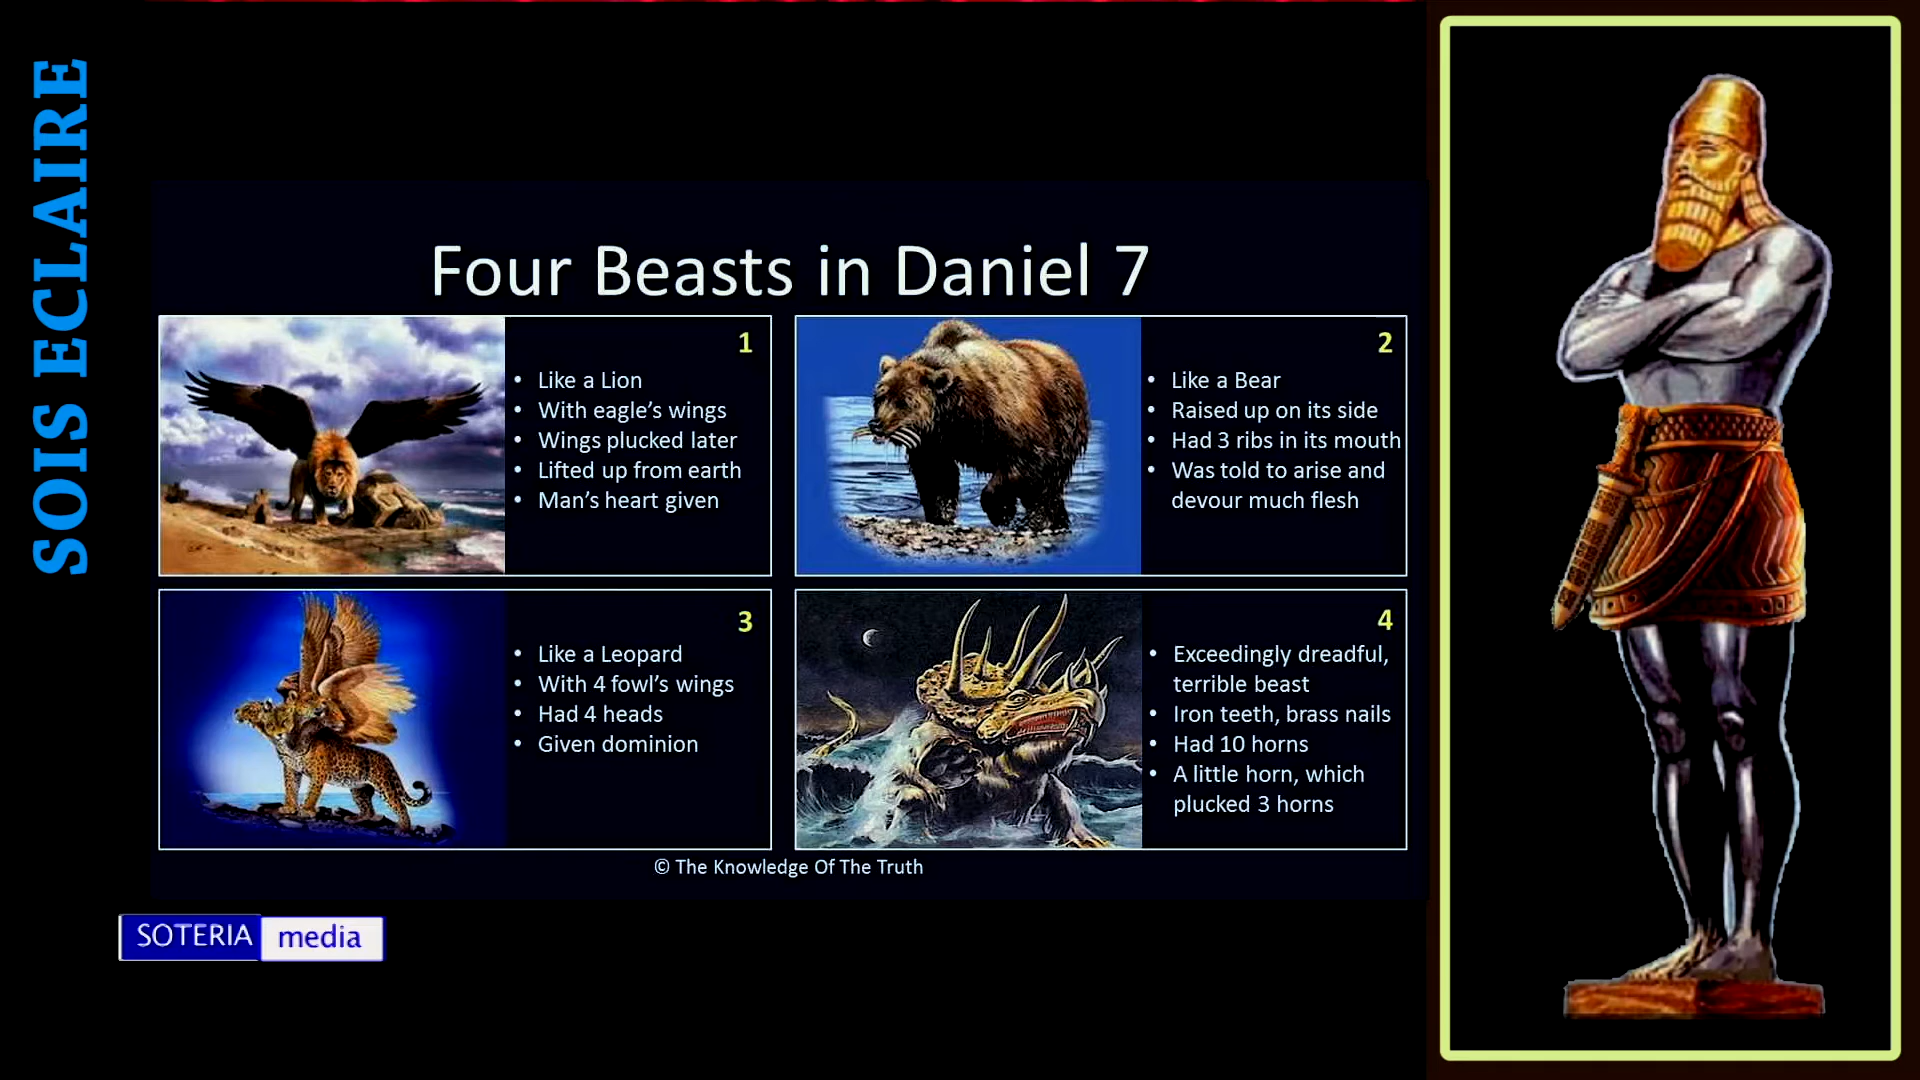 SOIS ECLAIRE
Four Beasts in Daniel 7
1
• Like a Lion
• With eagle's wings
• Wings plucked later
• Lifted up from earth
• Man's heart given
2
• Like a Bear
• Raised up on its side
• Had 3 ribs in its mouth
• Was told to arise and
devour much flesh
3
• Like a Leopard
• With 4 fowl's wings
• Had 4 heads
• Given dominion
4
• Exceedingly dreadful,
terrible beast
• Iron teeth, brass nails
• Had 10 horns
• A little horn, which
plucked 3 horns
© The Knowledge Of The Truth
SOTERIA media